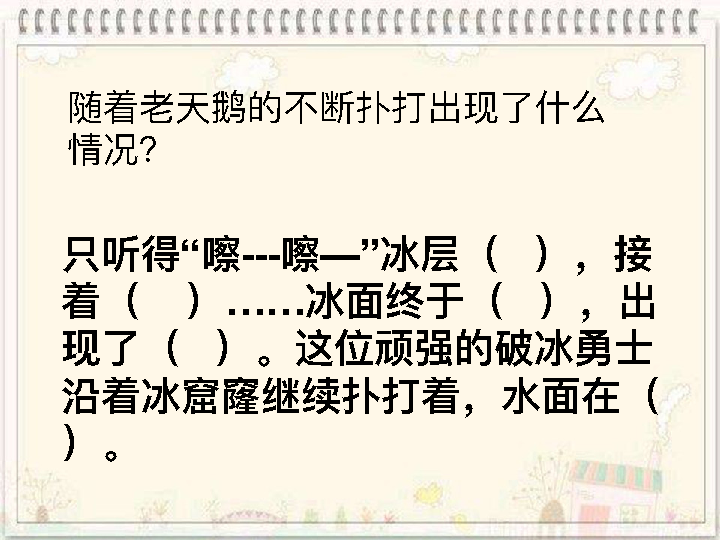 随着老天鹅的不断扑打出现了什么
情况？
只听得“嚓---嚓—”冰层（  ），接
着（   ）……冰面终于（  ），出
现了（  ）。这位顽强的破冰勇士
沿着冰窟窿继续扑打着，水面在（
）。